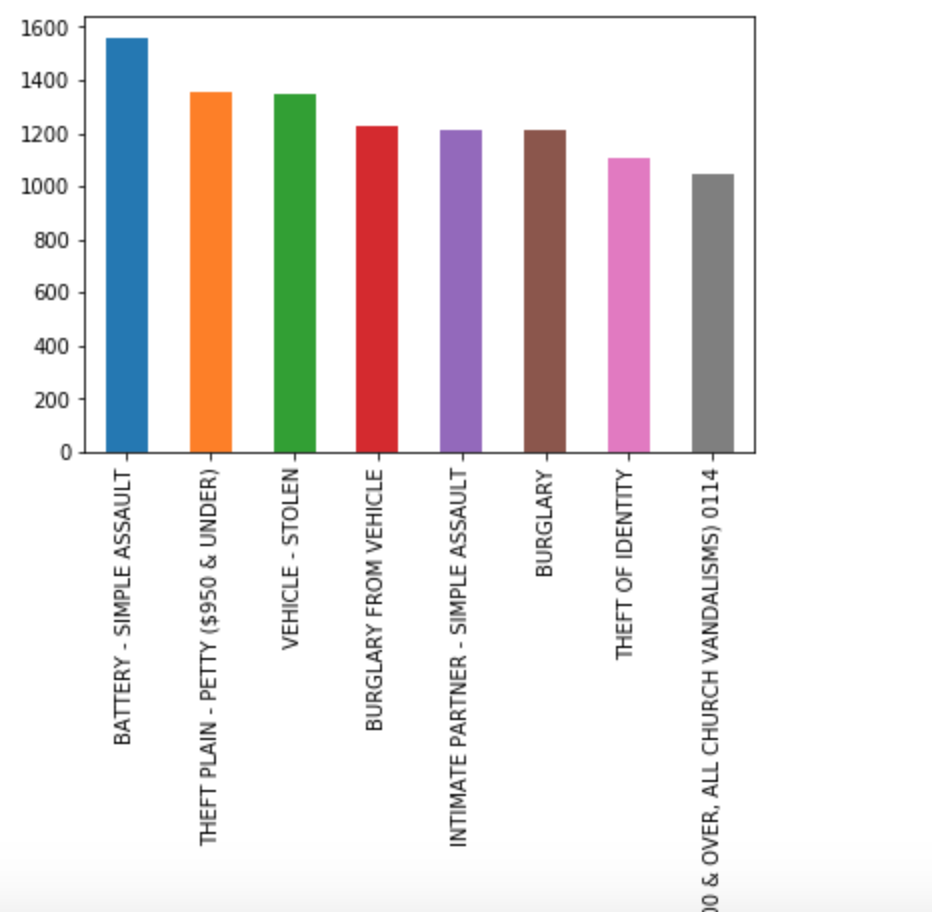 1600
1400
1200
1000
800
600
400
200
0
BATTERY - SIMPLE ASSAULT
THEFT PLAIN - PETTY ($950 & UNDER)
VEHICLE - STOLEN
BURGLARY FROM VEHICLE
INTIMATE PARTNER - SIMPLE ASSAULT
BURGLARY
THEFT OF IDENTITY
& OVER, ALL CHURCH VANDALISMS) 0114